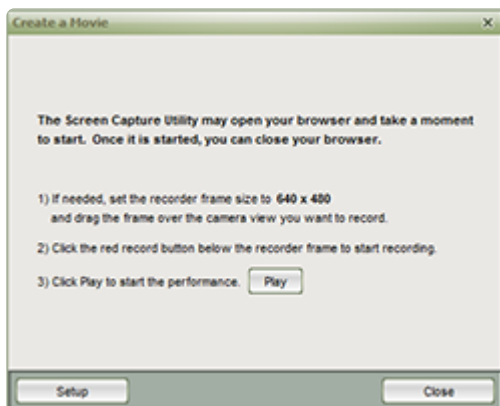 Create a Movie
The Screen Capture Utility may open your browser and take a moment
to start. Once it is started, you can close your browser.
1) If needed, set the recorder frame size to 640 x 480
and drag the frame over the camera view you want to record.
2) Click the red record button below the recorder frame to start recording.
3) Click Play to start the performance. Play
Setup Close